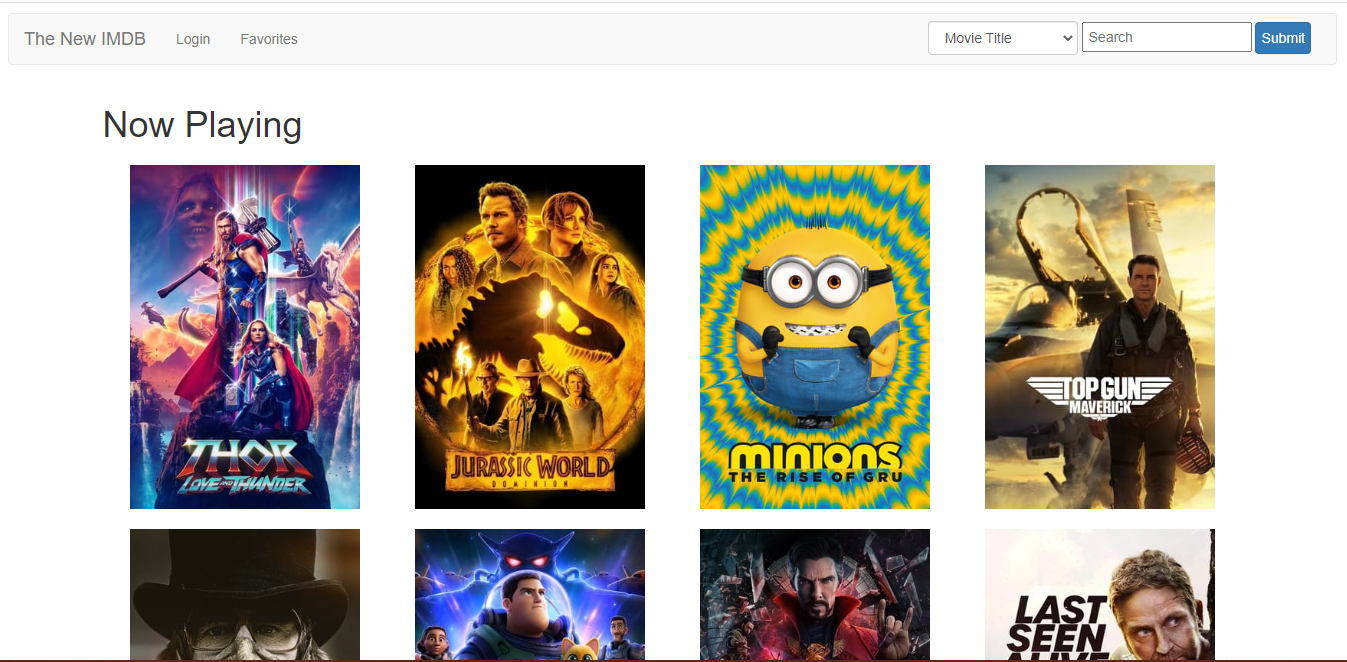 The New IMDB Login Favorites Movie Title Search Submit
Now Playing
THOR
LOVE AND THUNDER
JURASSIC WORLD
DOMINION
minions
THE RISE OF GRU
TOP GUN
MAVERICK
LAST
SEEN
ALIVE